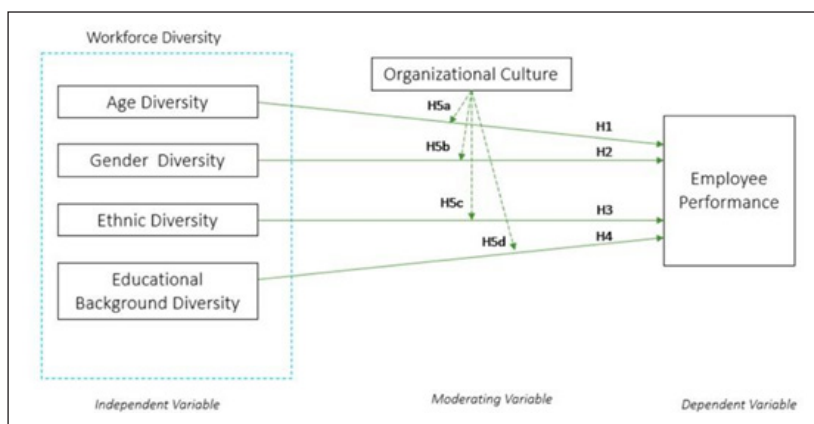 Workforce Diversity
Organizational Culture
Age Diversity
H5a
H1
Gender Diversity
H5b
H2
Employee
Performance
Ethnic Diversity
H5c
H3
Educational
Background Diversity
H5d
H4
Independent Variable
Moderating Variable
Dependent Variable